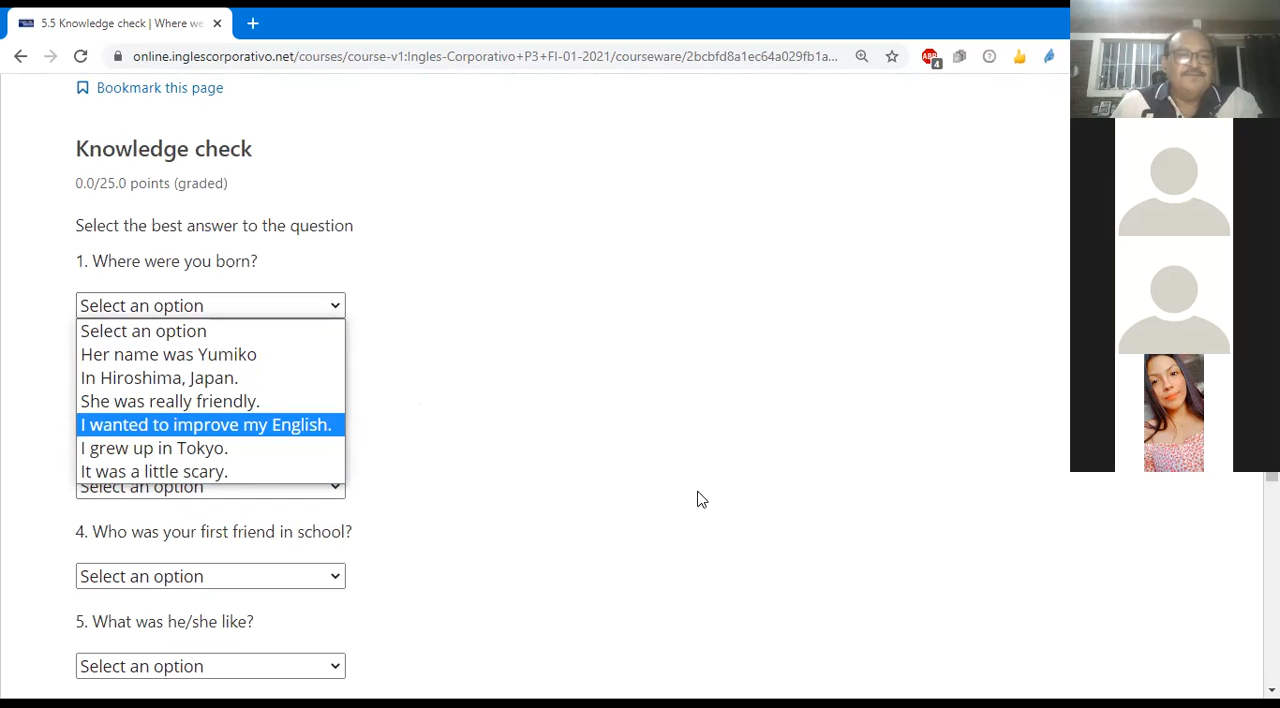 5.5 Knowledge check | Where we
online.inglescorporativo.net/courses/course-v1:Ingles-Corporativo+P3+FI-01-2021/courseware/2bcbfd8a1ec64a029fb1a...
4
Bookmark this page
Knowledge check
0.0/25.0 points (graded)
Select the best answer to the question
1. Where were you born?
Select an option
Select an option
Her name was Yumiko
In Hiroshima, Japan.
She was really friendly.
I wanted to improve my English.
I grew up in Tokyo.
It was a little scary.
Select an option
4. Who was your first friend in school?
Select an option
5. What was he/she like?
Select an option